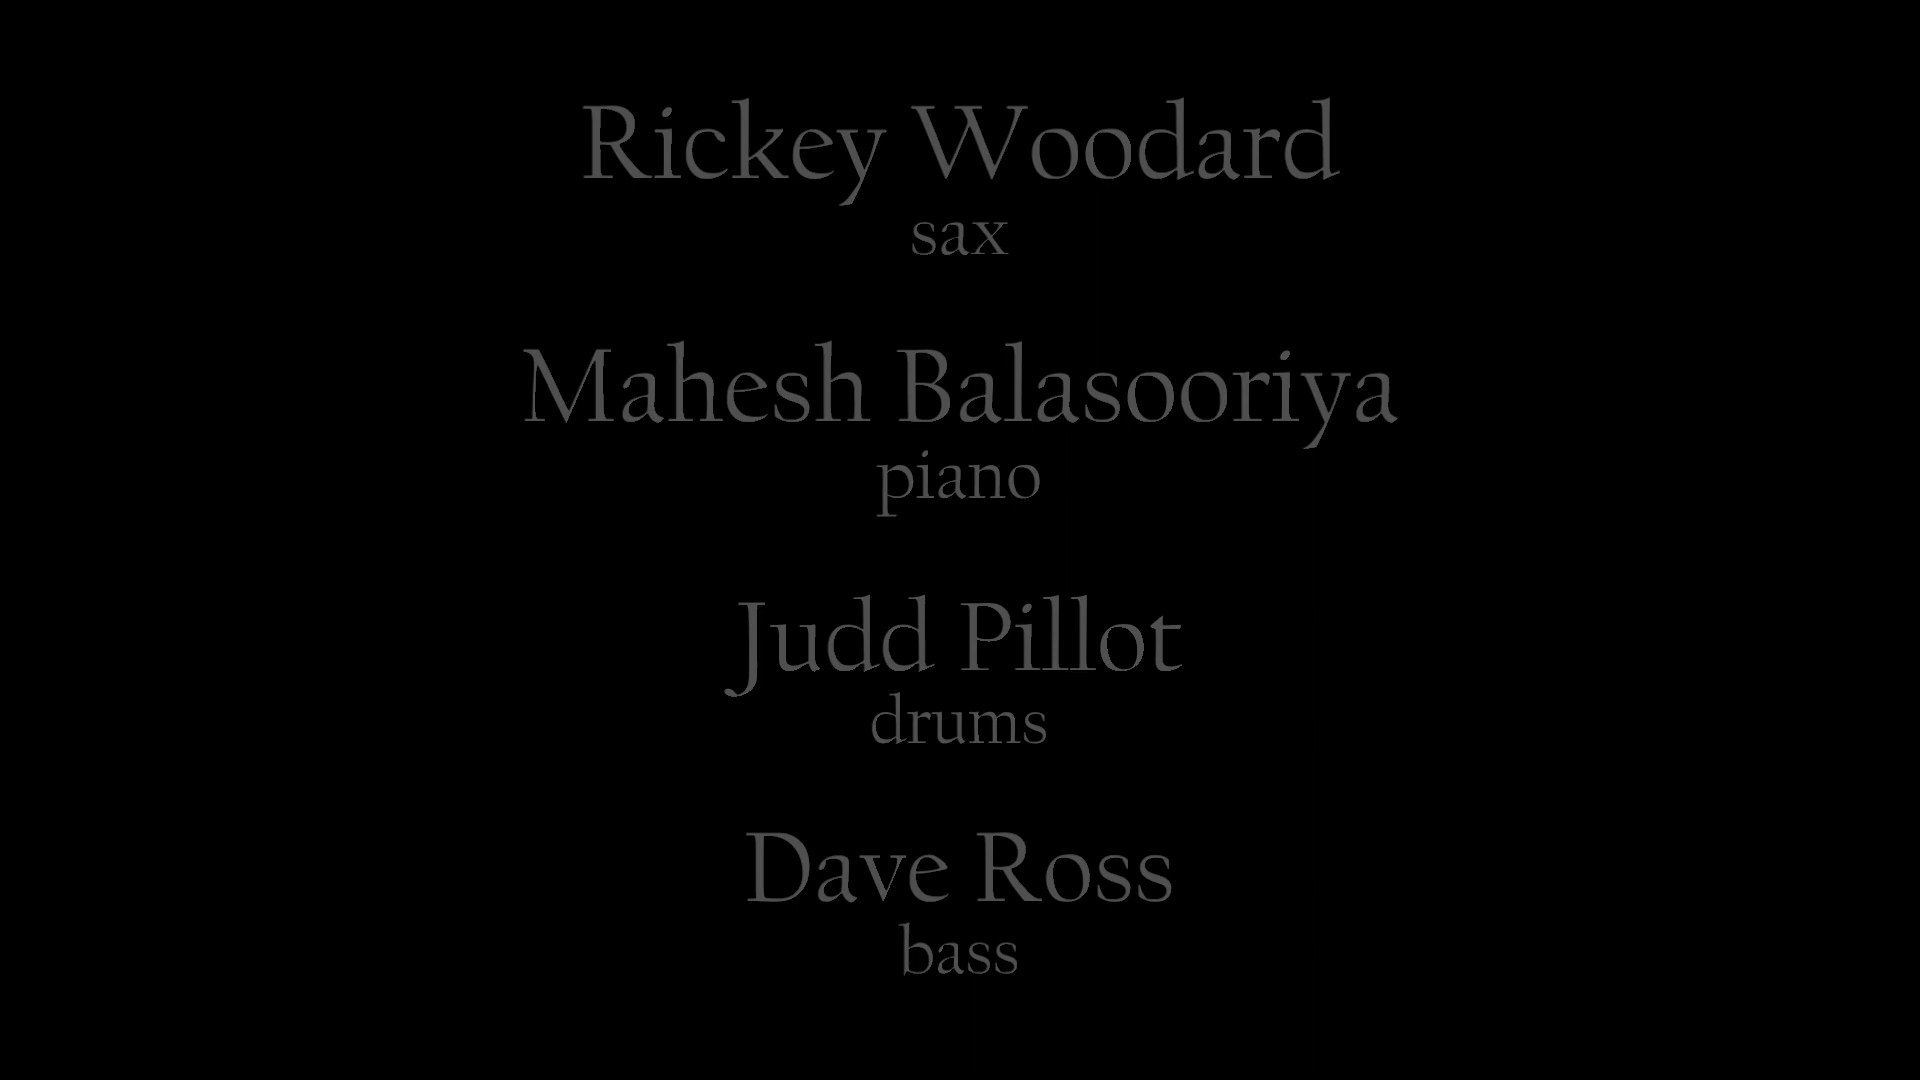 Rickey Woodard
sax
Mahesh Balasooriya
piano
Judd Pillot
drums
Dave Ross
bass